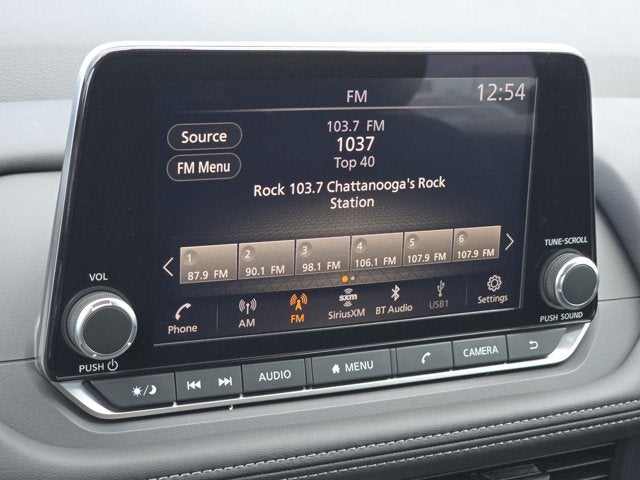 FM
12:54
Source
FM Menu
103.7 FM
1037
Top 40
Rock 103.7 Chattanooga's Rock
Station
1 2 3 4 5 6
87.9 FM 90.1 FM 98.1 FM 106.1 FM 107.9 FM 107.9 FM
Phone AM FM SiriusXM BT Audio USB1 Settings
sxm
VOL
PUSH
TUNE-SCROLL
PUSH SOUND
AUDIO
MENU
CAMERA